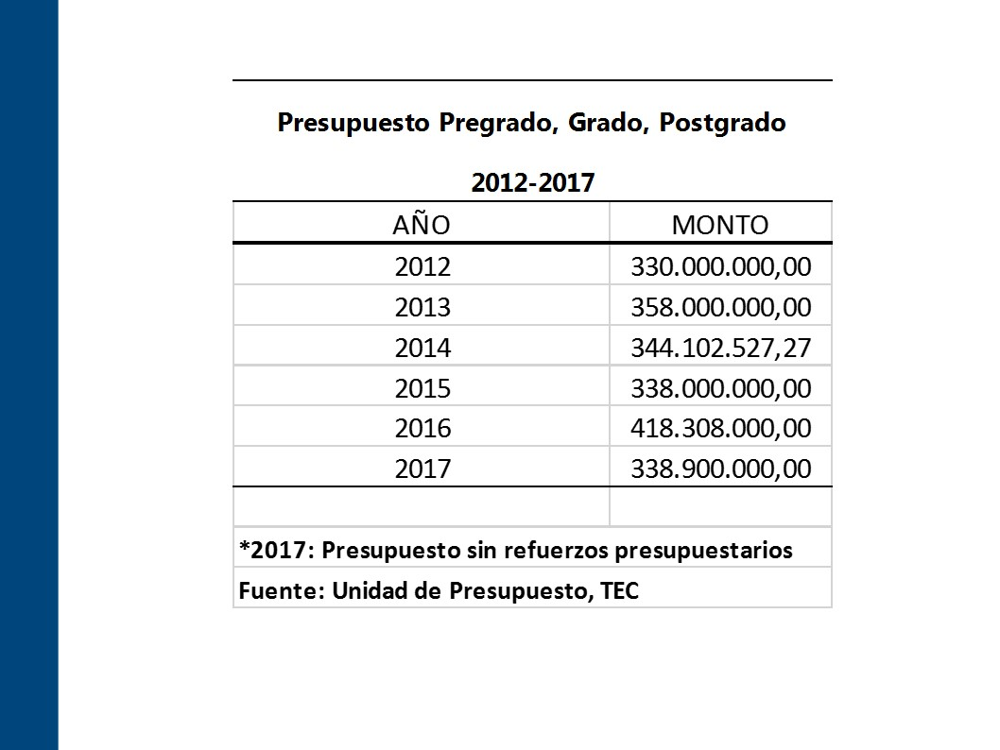 Presupuesto Pregrado, Grado, Postgrado
2012-2017
AÑO MONTO
2012 330.000.000,00
2013 358.000.000,00
2014 344.102.527,27
2015 338.000.000,00
2016 418.308.000,00
2017 338.900.000,00
*2017: Presupuesto sin refuerzos presupuestarios
Fuente: Unidad de Presupuesto, TEC